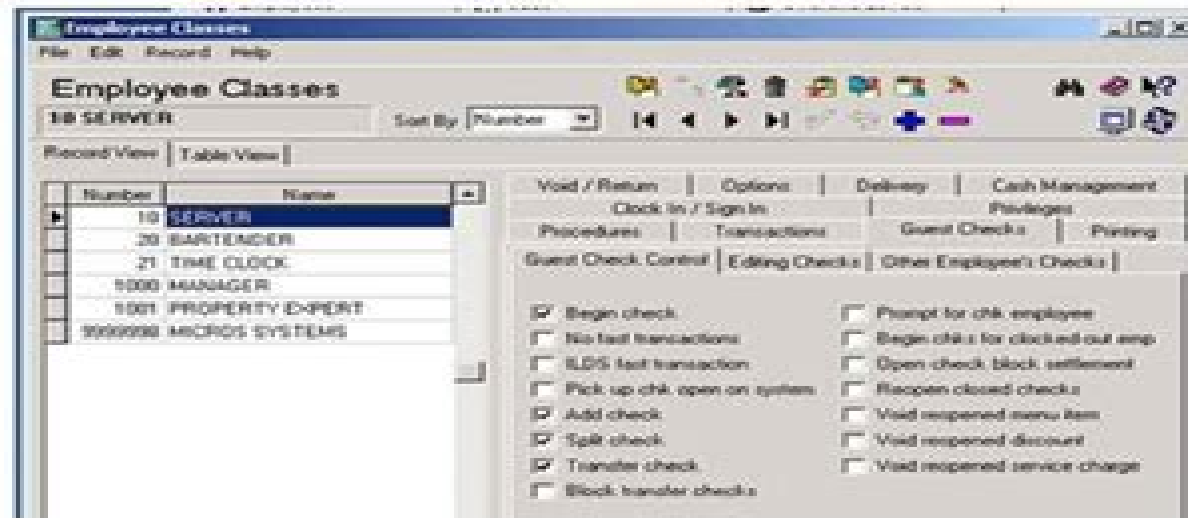 Employee Classes
File Edit Record Help
Employee Classes
10 SERVER
Sort By Number
Record View Table View
Number Name
10 SERVER
20 BARTENDER
21 TIME CLOCK
1000 MANAGER
1001 PROPERTY EXPERT
9999998 MICROS SYSTEMS
Void / Return Options Delivery Cash Management
Clock In / Sign In Privileges
Procedures Transactions Guest Checks Printing
Guest Check Control Editing Checks Other Employee's Checks
Begin check
No fast transactions
ILDS fast transaction
Pick up chk open on system
Add check
Split check
Transfer check
Block transfer checks
Prompt for chk employee
Begin chks for clocked out emp
Open check block settlement
Reopen closed checks
Void reopened menu item
Void reopened discount
Void reopened service charge